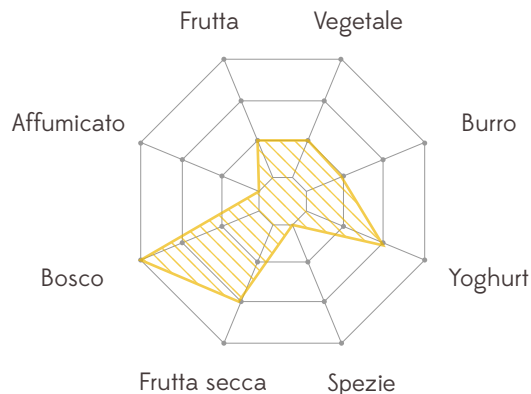 Frutta
Vegetale
Affumicato
Burro
Bosco
Yoghurt
Frutta secca
Spezie